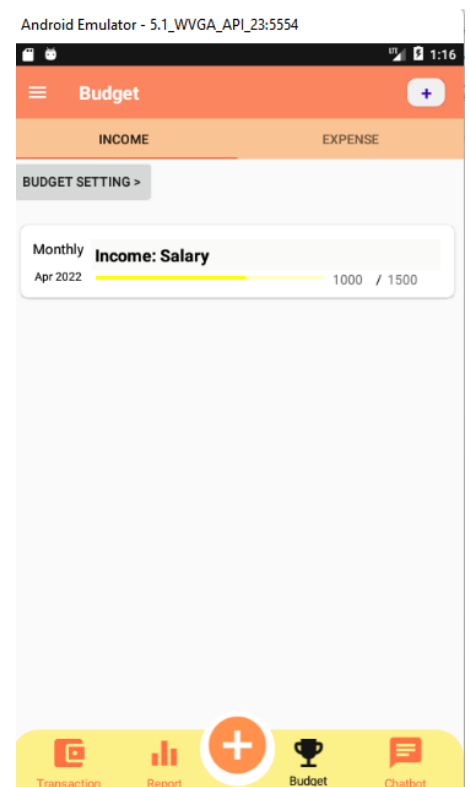 Android Emulator - 5.1_WVGA_API_23:5554
1:16
Budget
+
INCOME EXPENSE
BUDGET SETTING >
Monthly Income: Salary
Apr 2022 1000 / 1500
Transaction Report Budget Chatbot